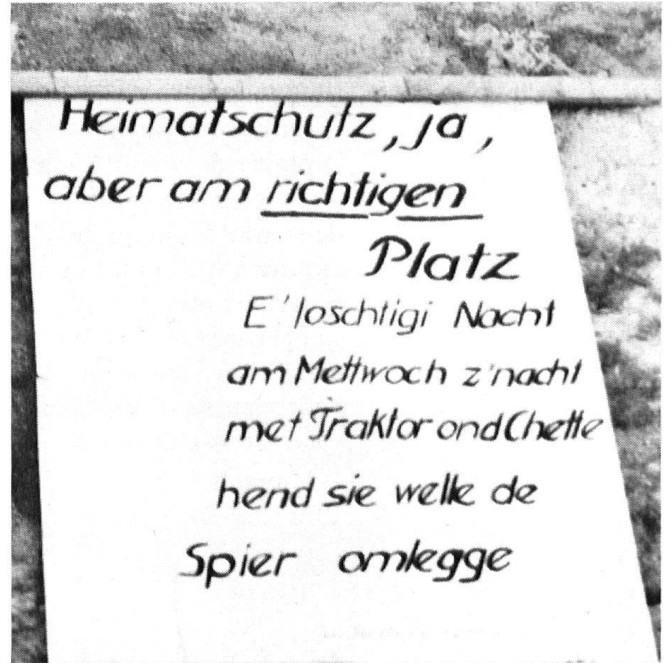 Heimatschutz, ja,
aber am richtigen
Platz
E'loschtigi Nacht
am Mettwoch z'nacht
met Traktor ond Chette
hend sie welle de
Spier omlegge